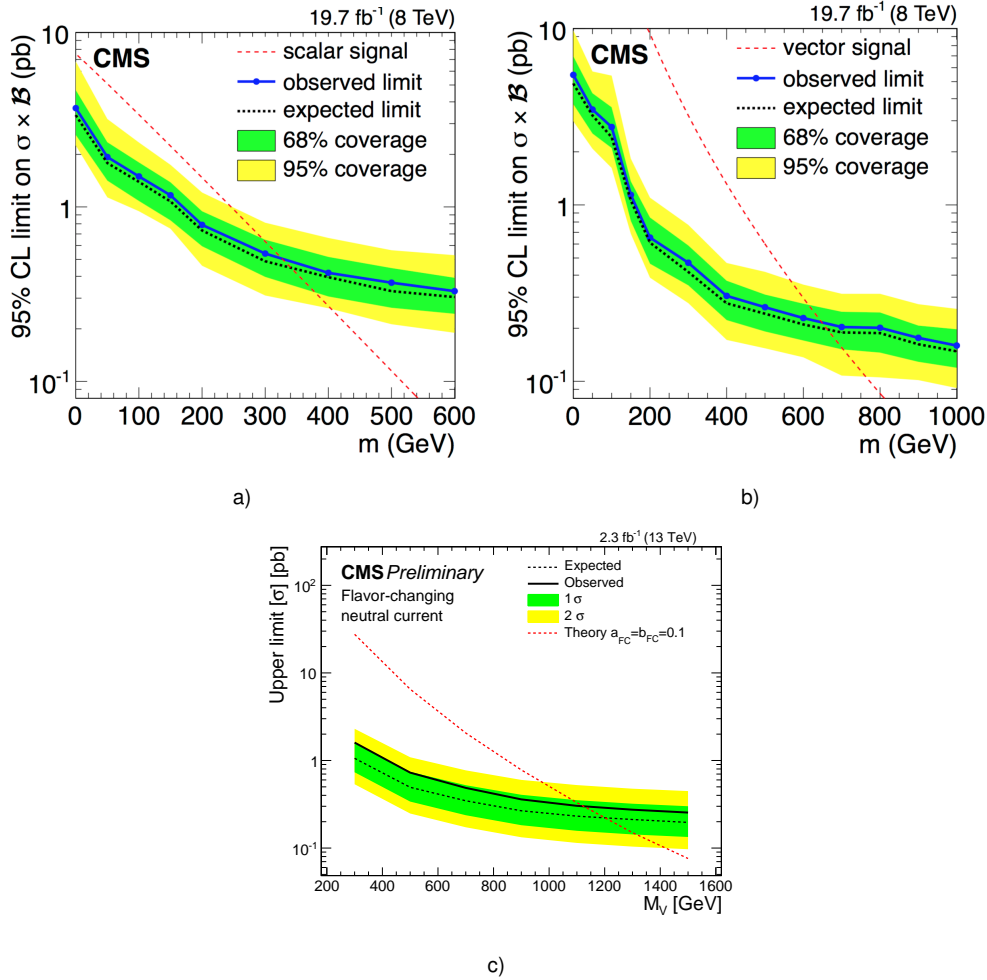 19.7 fb⁻¹ (8 TeV)
CMS
scalar signal
observed limit
expected limit
68% coverage
95% coverage
95% CL limit on σ × B (pb)
10
1
10⁻¹
0 100 200 300 400 500 600
m (GeV)
a)
19.7 fb⁻¹ (8 TeV)
CMS
vector signal
observed limit
expected limit
68% coverage
95% coverage
95% CL limit on σ × B (pb)
10
1
10⁻¹
0 200 400 600 800 1000
m (GeV)
b)
2.3 fb⁻¹ (13 TeV)
CMS Preliminary
Flavor-changing
neutral current
Expected
Observed
1 σ
2 σ
Theory a_FC=b_FC=0.1
Upper limit [σ] [pb]
10²
10
1
10⁻¹
200 400 600 800 1000 1200 1400 1600
M_V [GeV]
c)